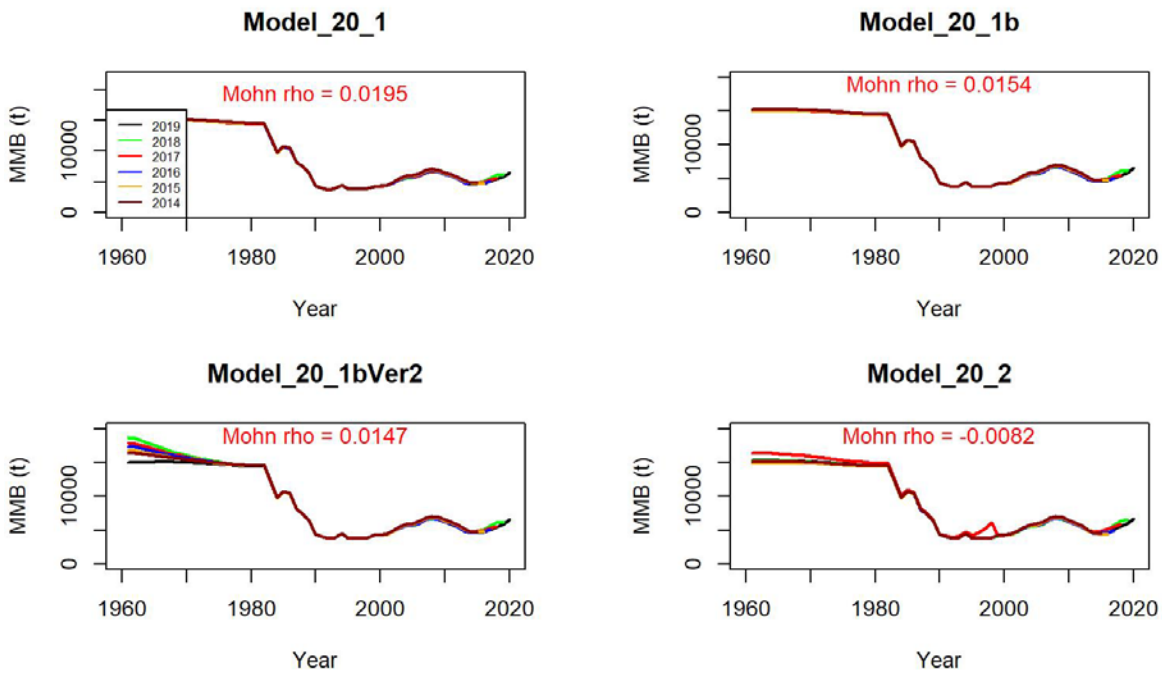 Model_20_1
Mohn rho = 0.0195
MMB (t)
10000
0
2019
2018
2017
2016
2015
2014
1960 1980 2000 2020
Year
Model_20_1b
Mohn rho = 0.0154
MMB (t)
10000
0
1960 1980 2000 2020
Year
Model_20_1bVer2
Mohn rho = 0.0147
MMB (t)
10000
0
1960 1980 2000 2020
Year
Model_20_2
Mohn rho = -0.0082
MMB (t)
10000
0
1960 1980 2000 2020
Year